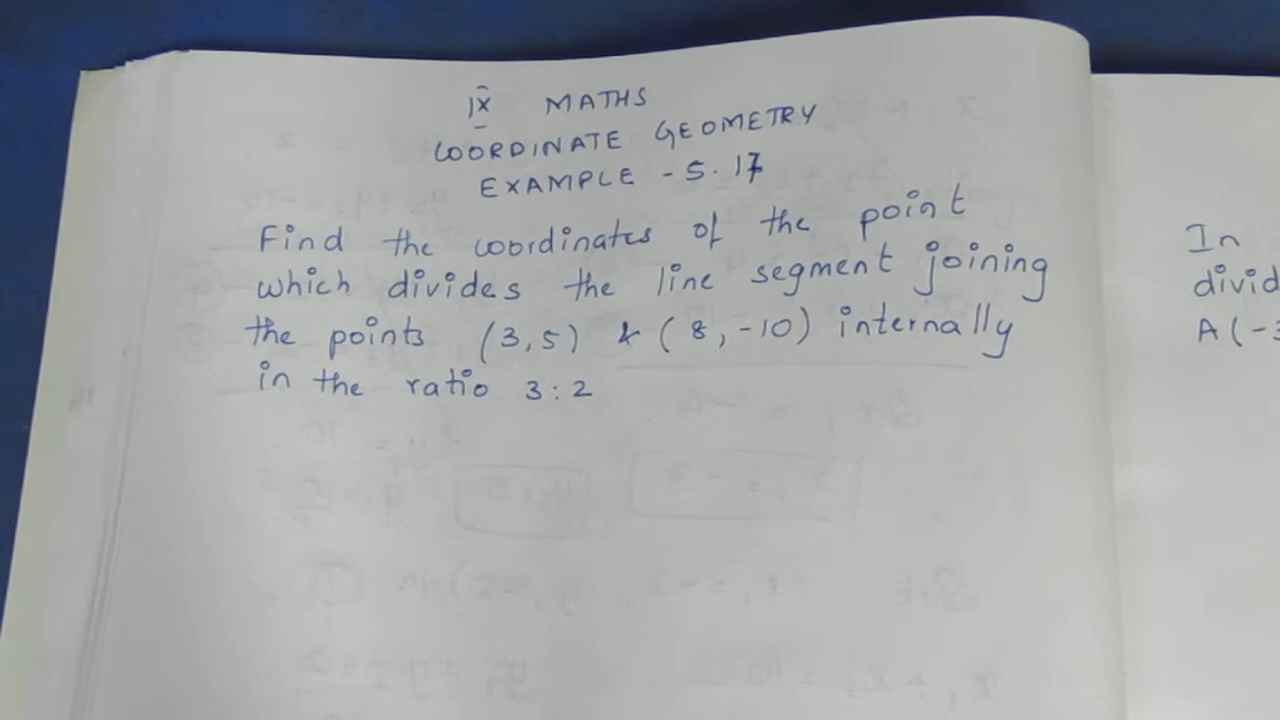 IX MATHS
COORDINATE GEOMETRY
EXAMPLE - 5.17
Find the coordinates of the point
which divides the line segment joining
the points (3,5) & (8,-10) internally
in the ratio 3:2
In
divid
A(-3